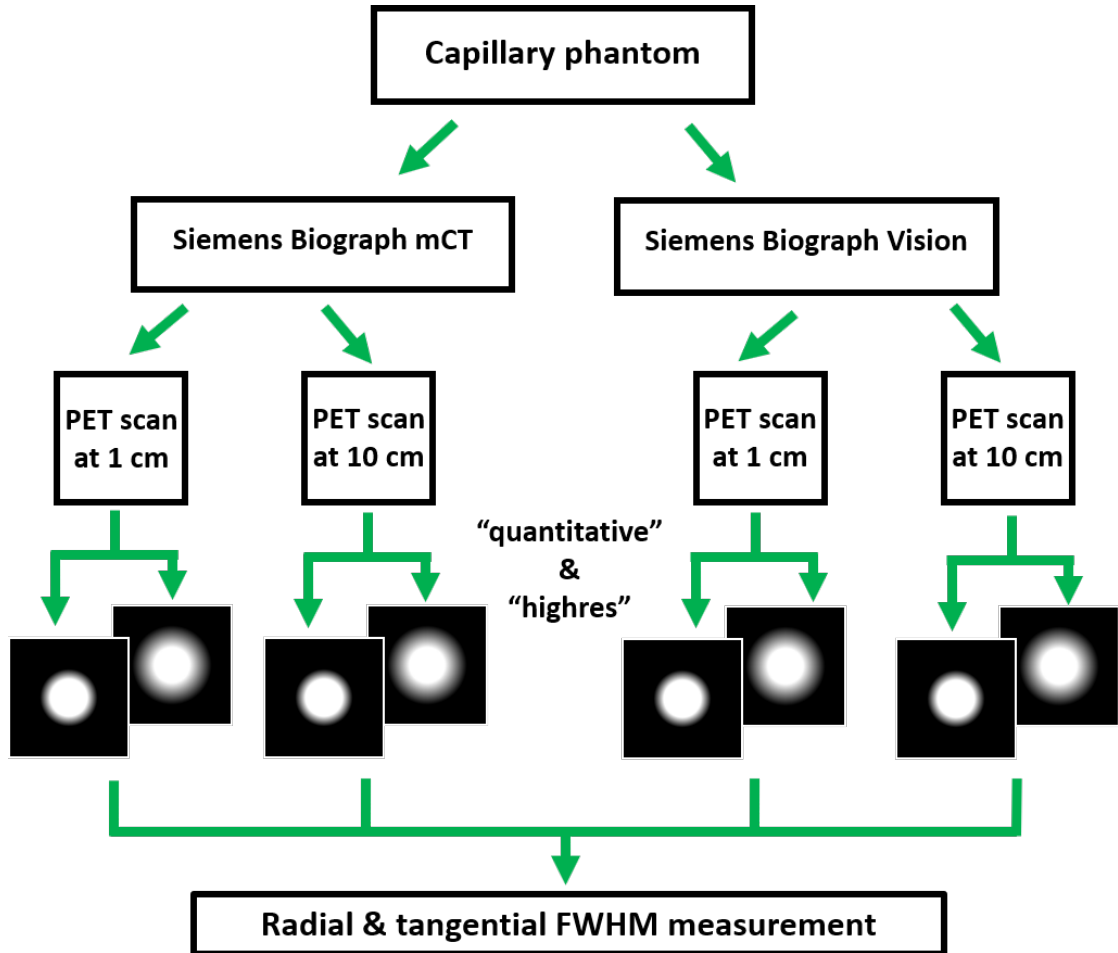 Capillary phantom
Siemens Biograph mCT
Siemens Biograph Vision
PET scan
at 1 cm
PET scan
at 10 cm
PET scan
at 1 cm
PET scan
at 10 cm
“quantitative”
&
“highres”
Radial & tangential FWHM measurement